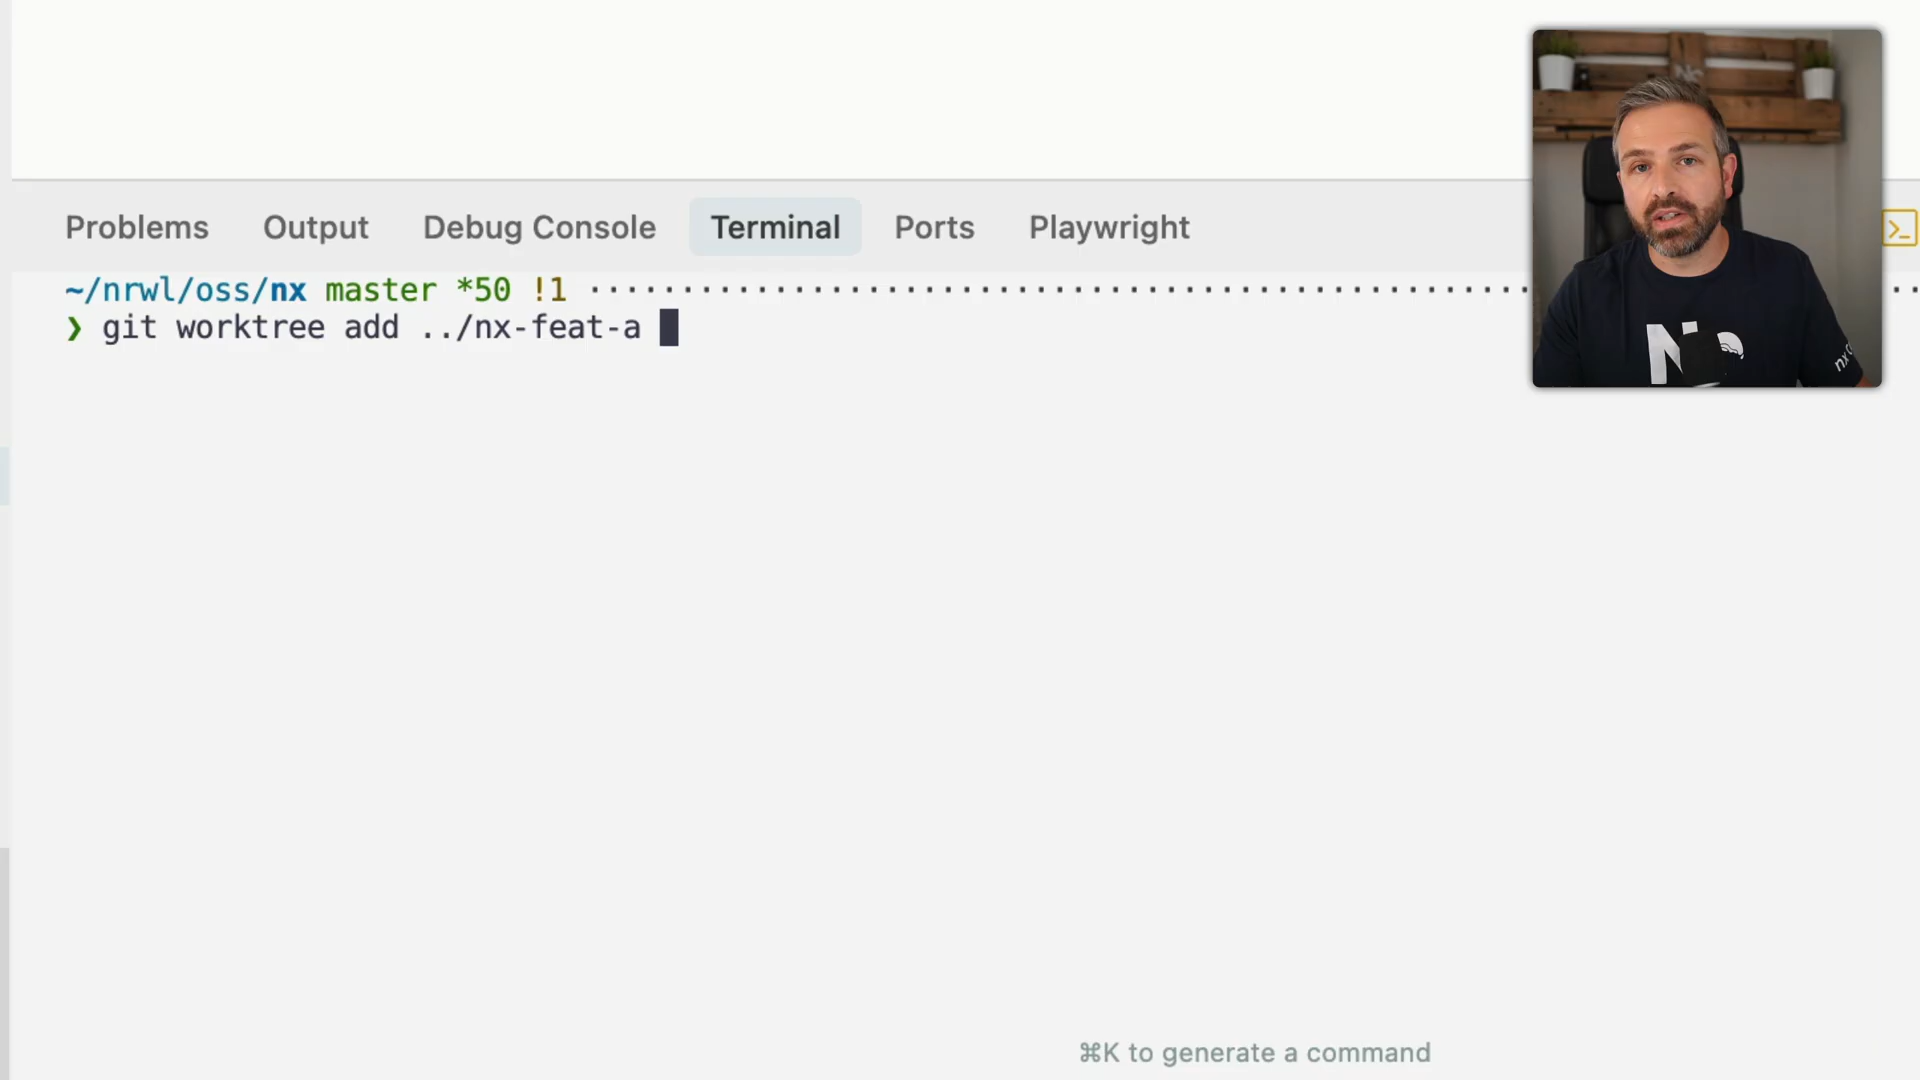 Problems Output Debug Console Terminal Ports Playwright
~/nrwl/oss/nx master *50 !1
❯ git worktree add ../nx-feat-a
⌘K to generate a command